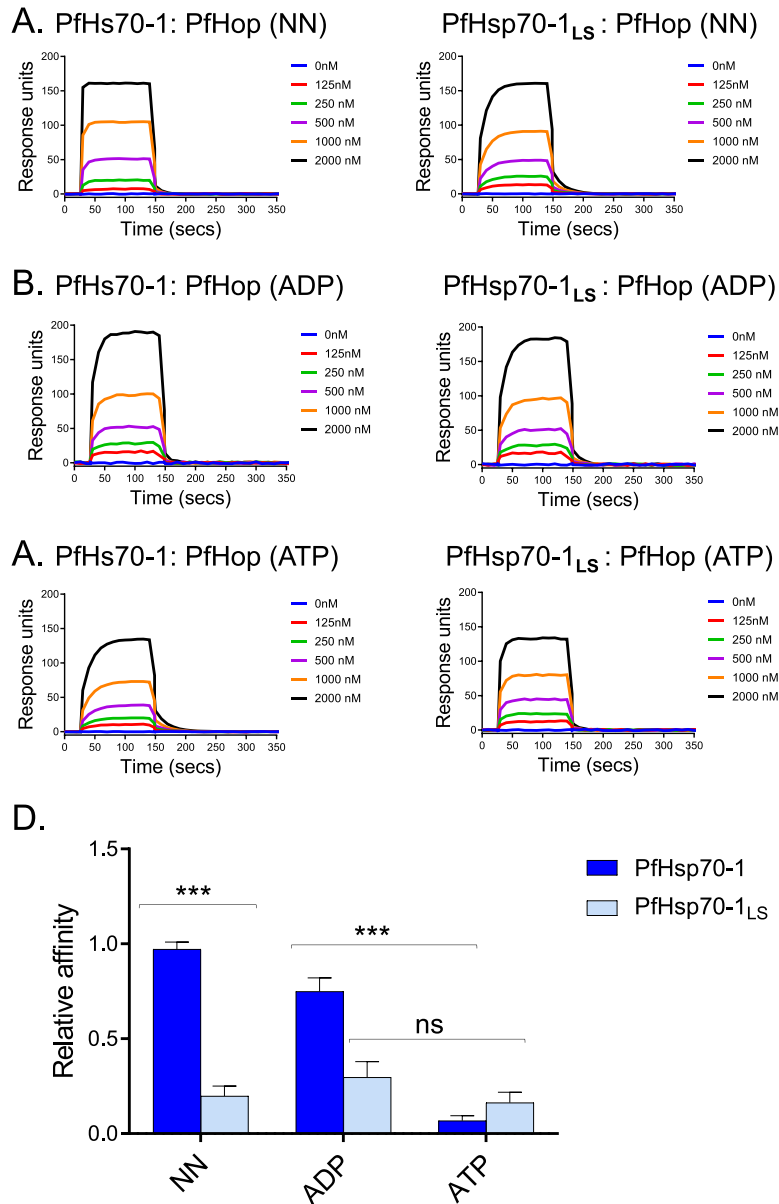 A. PfHs70-1: PfHop (NN)
PfHsp70-1LS : PfHop (NN)
Response units
200
150
100
50
0
0 50 100 150 200 250 300 350
Time (secs)
0nM
125nM
250 nM
500 nM
1000 nM
2000 nM
Response units
200
150
100
50
0
0 50 100 150 200 250 300 350
Time (secs)
0nM
125nM
250 nM
500 nM
1000 nM
2000 nM
B. PfHs70-1: PfHop (ADP)
PfHsp70-1LS : PfHop (ADP)
Response units
200
150
100
50
0
0 50 100 150 200 250 300 350
Time (secs)
0nM
125nM
250 nM
500 nM
1000 nM
2000 nM
Response units
200
150
100
50
0
0 50 100 150 200 250 300 350
Time (secs)
0nM
125nM
250 nM
500 nM
1000 nM
2000 nM
A. PfHs70-1: PfHop (ATP)
PfHsp70-1LS : PfHop (ATP)
Response units
200
150
100
50
0
0 50 100 150 200 250 300 350
Time (secs)
0nM
125nM
250 nM
500 nM
1000 nM
2000 nM
Response units
200
150
100
50
0
0 50 100 150 200 250 300 350
Time (secs)
0nM
125nM
250 nM
500 nM
1000 nM
2000 nM
D.
Relative affinity
1.5
1.0
0.5
0.0
***
***
ns
NN
ADP
ATP
PfHsp70-1
PfHsp70-1LS